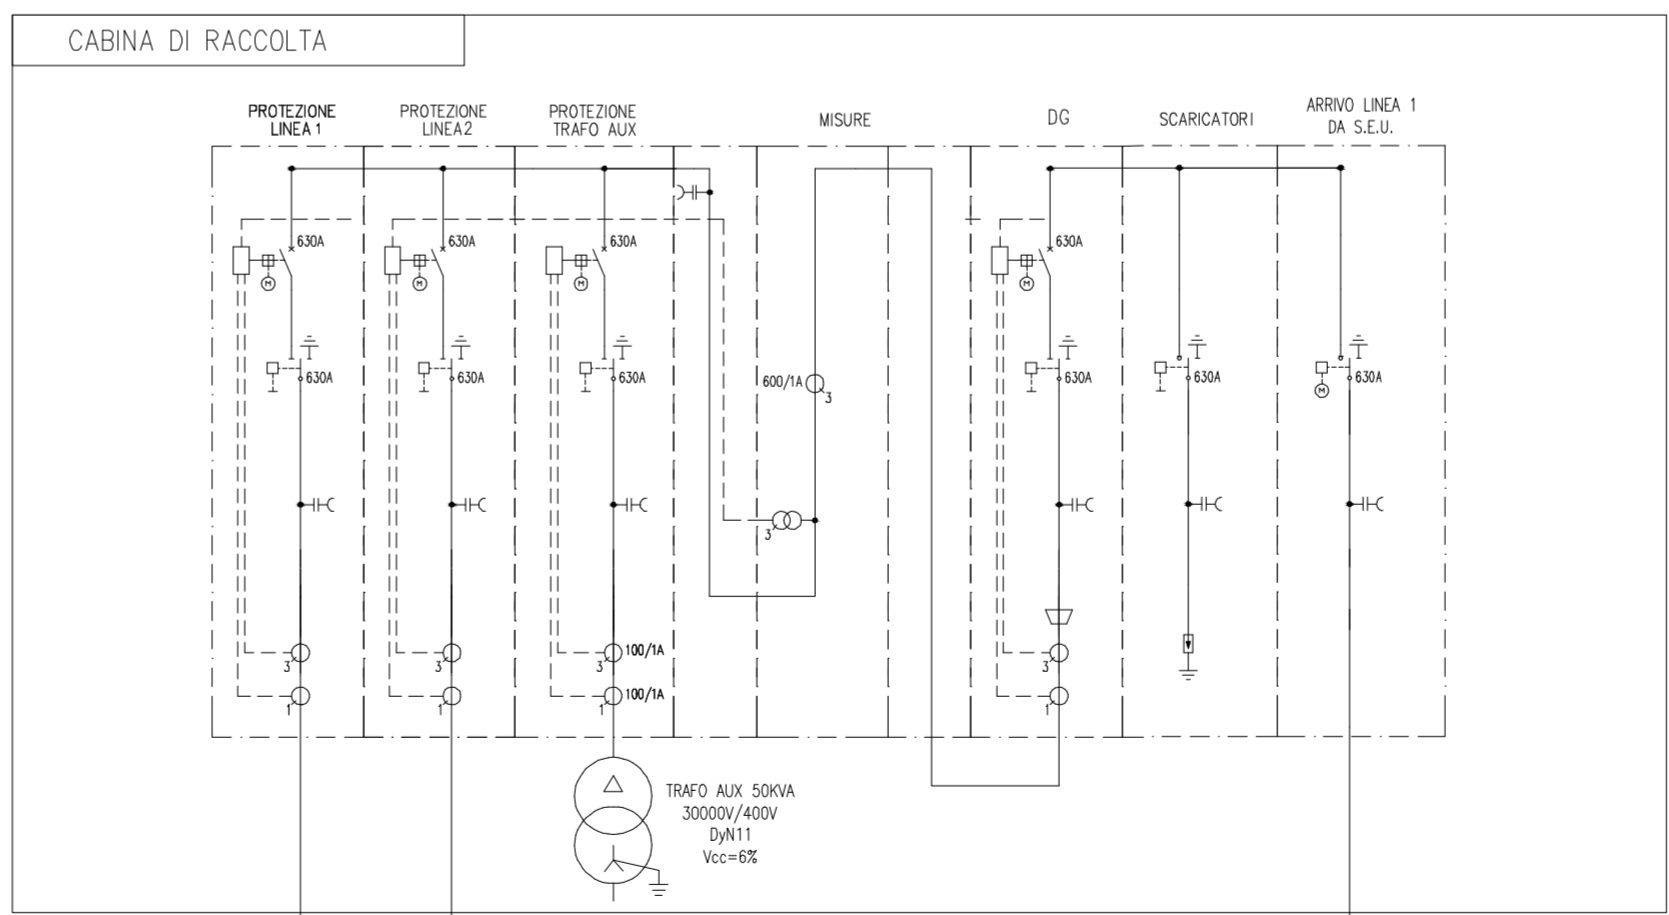 CABINA DI RACCOLTA
PROTEZIONE
LINEA 1
PROTEZIONE
LINEA2
PROTEZIONE
TRAFO AUX
MISURE
DG
SCARICATORI
ARRIVO LINEA 1
DA S.E.U.
630A
M
630A
M
630A
M
630A
M
630A
630A
630A
630A
630A
630A
M
600/1A
3
3
3
1
3
1
3
100/1A
1
100/1A
3
1
TRAFO AUX 50KVA
30000V/400V
DyN11
Vcc=6%